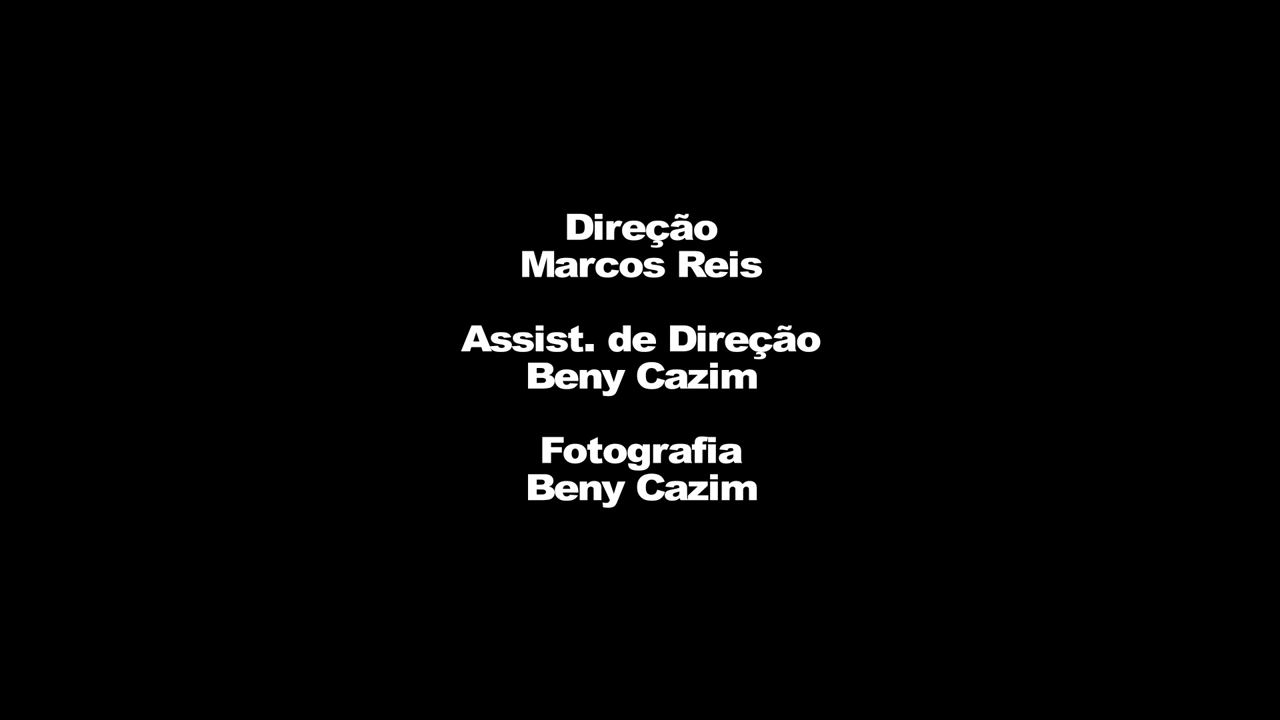 Direção
Marcos Reis
Assist. de Direção
Beny Cazim
Fotografia
Beny Cazim